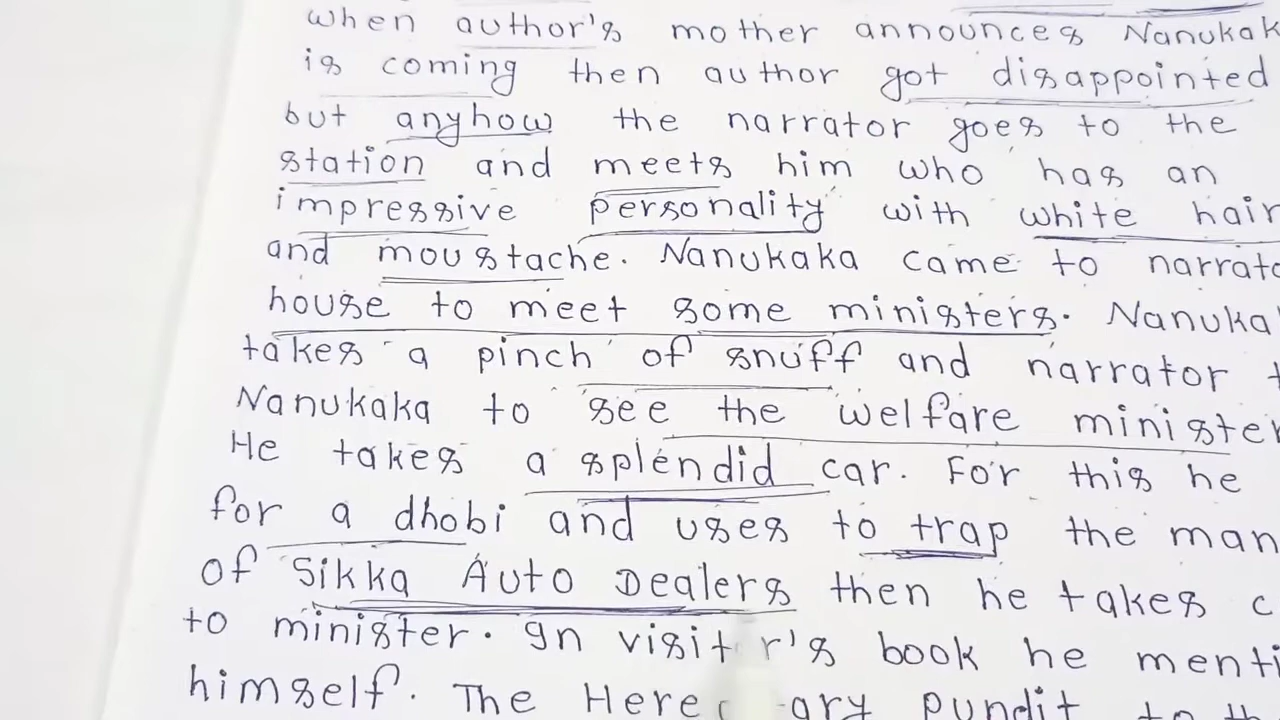 when author's mother announces Nanukak
is coming then author got disappointed
but anyhow the narrator goes to the
station and meets him who has an
impressive personality with white hair
and moustache. Nanukaka came to narrato
house to meet some ministers. Nanuka
takes a pinch of snuff and narrator t
Nanukaka to see the welfare minister
He takes a splendid car. For this he
for a dhobi and uses to trap the man
of Sikka Auto Dealers then he takes c
to minister. In visitor's book he menti
himself. The Here ary pundit to th